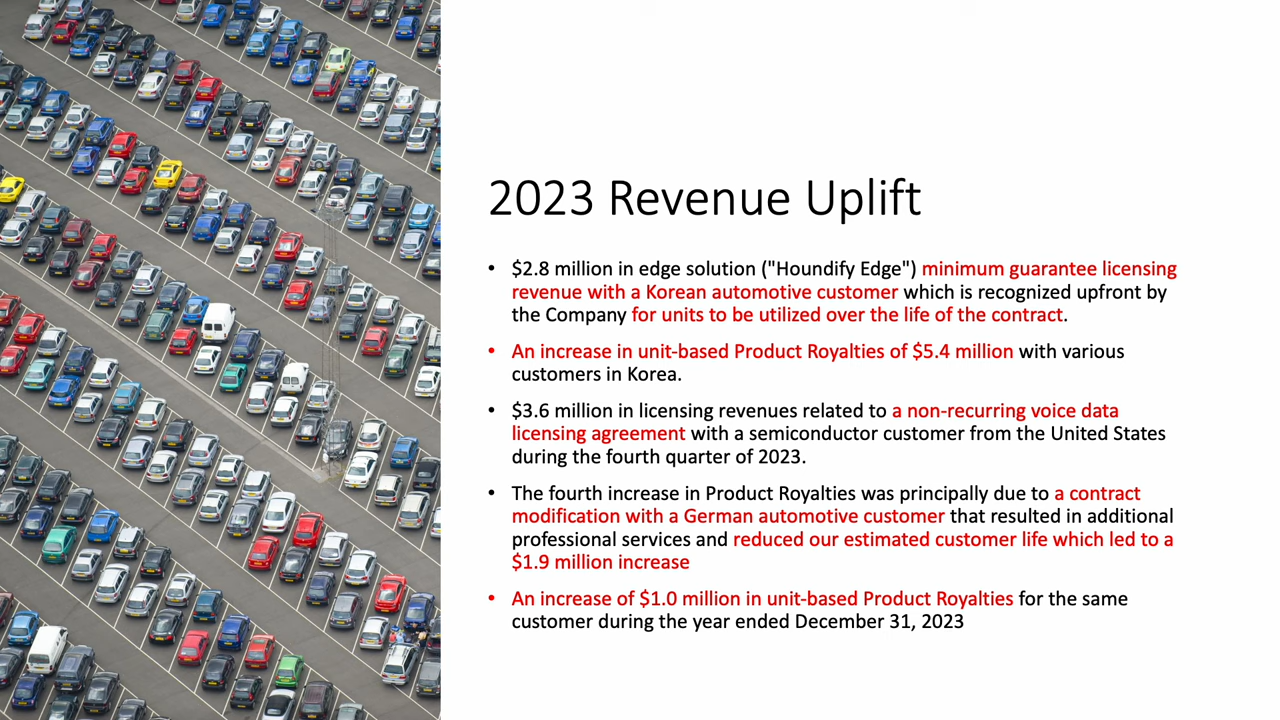 2023 Revenue Uplift
• $2.8 million in edge solution ("Houndify Edge") minimum guarantee licensing
revenue with a Korean automotive customer which is recognized upfront by
the Company for units to be utilized over the life of the contract.
• An increase in unit-based Product Royalties of $5.4 million with various
customers in Korea.
• $3.6 million in licensing revenues related to a non-recurring voice data
licensing agreement with a semiconductor customer from the United States
during the fourth quarter of 2023.
• The fourth increase in Product Royalties was principally due to a contract
modification with a German automotive customer that resulted in additional
professional services and reduced our estimated customer life which led to a
$1.9 million increase
• An increase of $1.0 million in unit-based Product Royalties for the same
customer during the year ended December 31, 2023